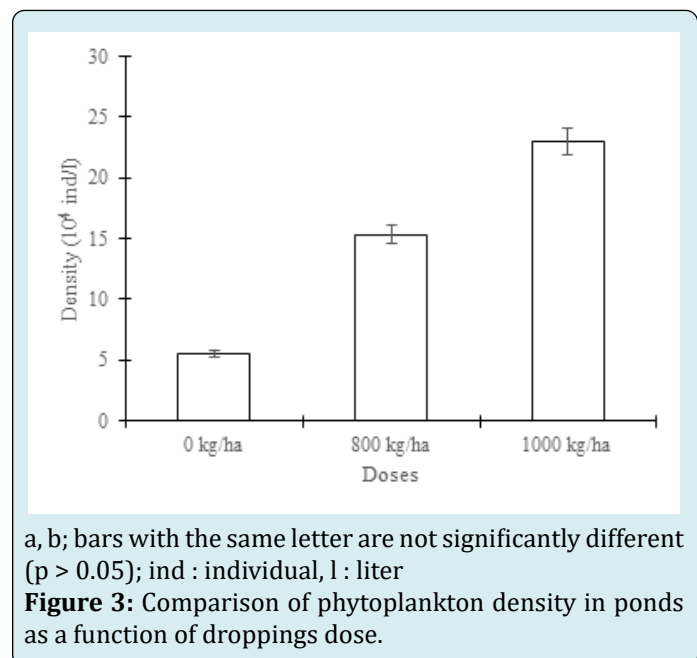 30
25
20
15
10
5
0
Density (10⁴ ind/l)
0 kg/ha 800 kg/ha 1000 kg/ha
Doses
a, b; bars with the same letter are not significantly different
(p > 0.05); ind : individual, l : liter
Figure 3: Comparison of phytoplankton density in ponds
as a function of droppings dose.